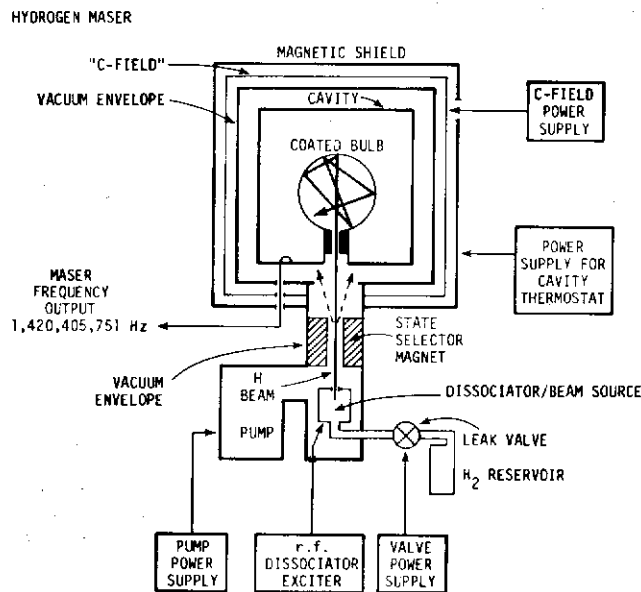 HYDROGEN MASER
MAGNETIC SHIELD
"C-FIELD"
VACUUM ENVELOPE
CAVITY
C-FIELD
POWER
SUPPLY
COATED BULB
POWER
SUPPLY FOR
CAVITY
THERMOSTAT
MASER
FREQUENCY
OUTPUT
1,420,405,751 Hz
STATE
SELECTOR
MAGNET
VACUUM
ENVELOPE
H
BEAM
DISSOCIATOR/BEAM SOURCE
PUMP
LEAK VALVE
H2 RESERVOIR
PUMP
POWER
SUPPLY
r.f.
DISSOCIATOR
EXCITER
VALVE
POWER
SUPPLY